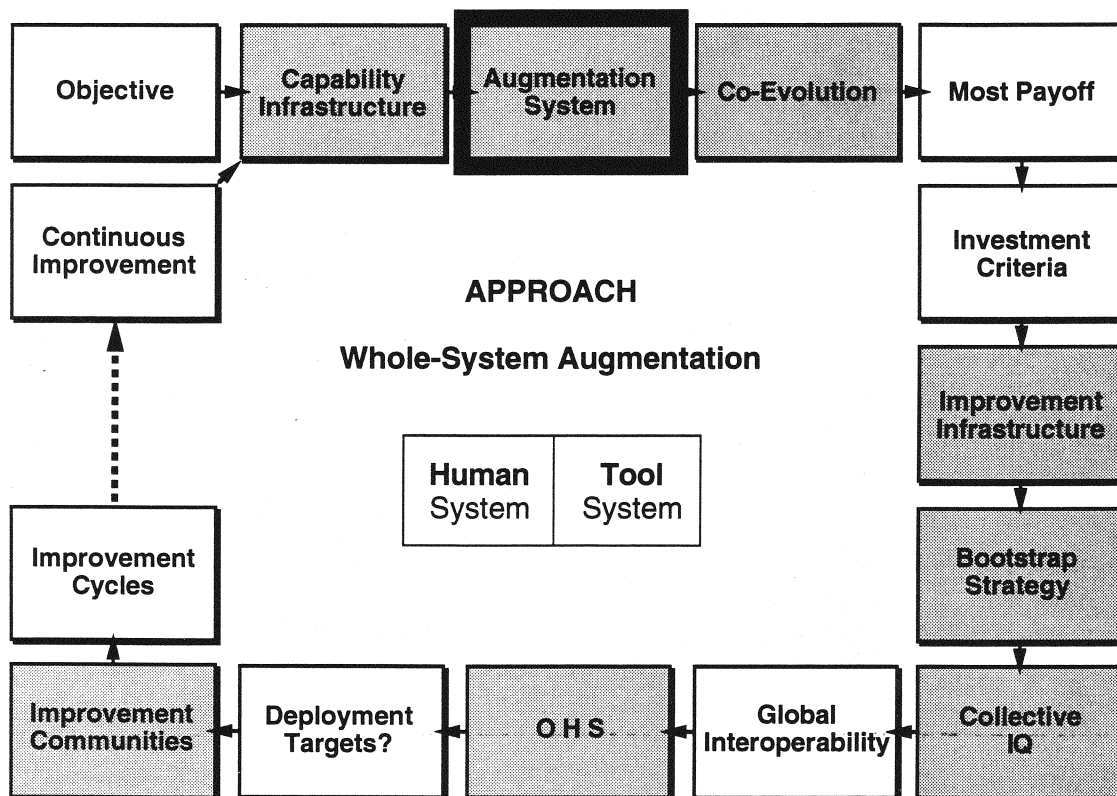 Objective
Capability
Infrastructure
Augmentation
System
Co-Evolution
Most Payoff
Continuous
Improvement
Investment
Criteria
APPROACH
Whole-System Augmentation
Improvement
Infrastructure
Human
System
Tool
System
Improvement
Cycles
Bootstrap
Strategy
Improvement
Communities
Deployment
Targets?
O H S
Global
Interoperability
Collective
IQ